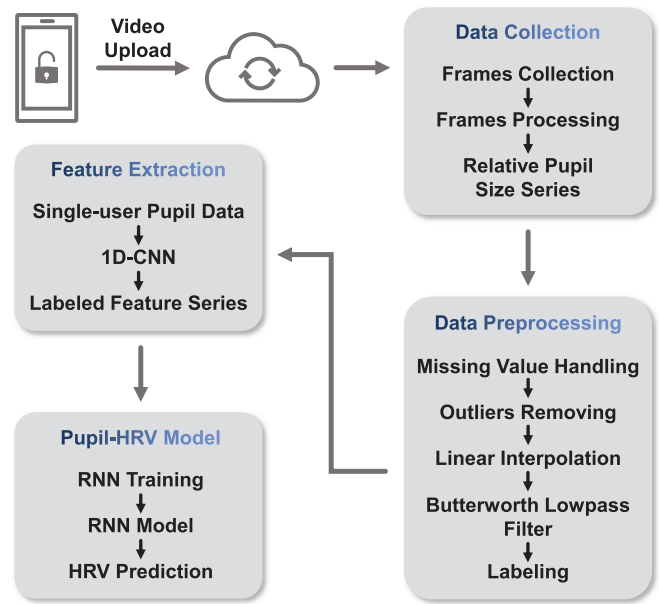 Video
Upload
Data Collection
Frames Collection
Frames Processing
Relative Pupil
Size Series
Data Preprocessing
Missing Value Handling
Outliers Removing
Linear Interpolation
Butterworth Lowpass
Filter
Labeling
Feature Extraction
Single-user Pupil Data
1D-CNN
Labeled Feature Series
Pupil-HRV Model
RNN Training
RNN Model
HRV Prediction